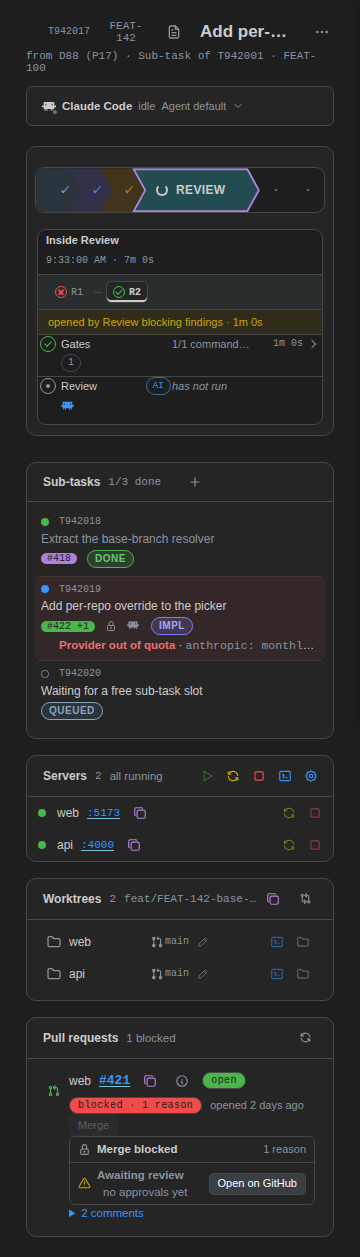 T942017 FEAT-142 Add per-...
from D88 (P17) · Sub-task of T942001 · FEAT-100
Claude Code idle Agent default
REVIEW
Inside Review
9:33:00 AM · 7m 0s
R1 — R2
opened by Review blocking findings · 1m 0s
Gates 1/1 command... 1m 0s
1
Review AI has not run
Sub-tasks 1/3 done
T942018
Extract the base-branch resolver
#418 DONE
T942019
Add per-repo override to the picker
#422 +1 IMPL
Provider out of quota · anthropic: monthl...
T942020
Waiting for a free sub-task slot
QUEUED
Servers 2 all running
web :5173
api :4000
Worktrees 2 feat/FEAT-142-base-...
web main
api main
Pull requests 1 blocked
web #421 open
blocked · 1 reason opened 2 days ago
Merge
Merge blocked 1 reason
Awaiting review
no approvals yet
Open on GitHub
2 comments